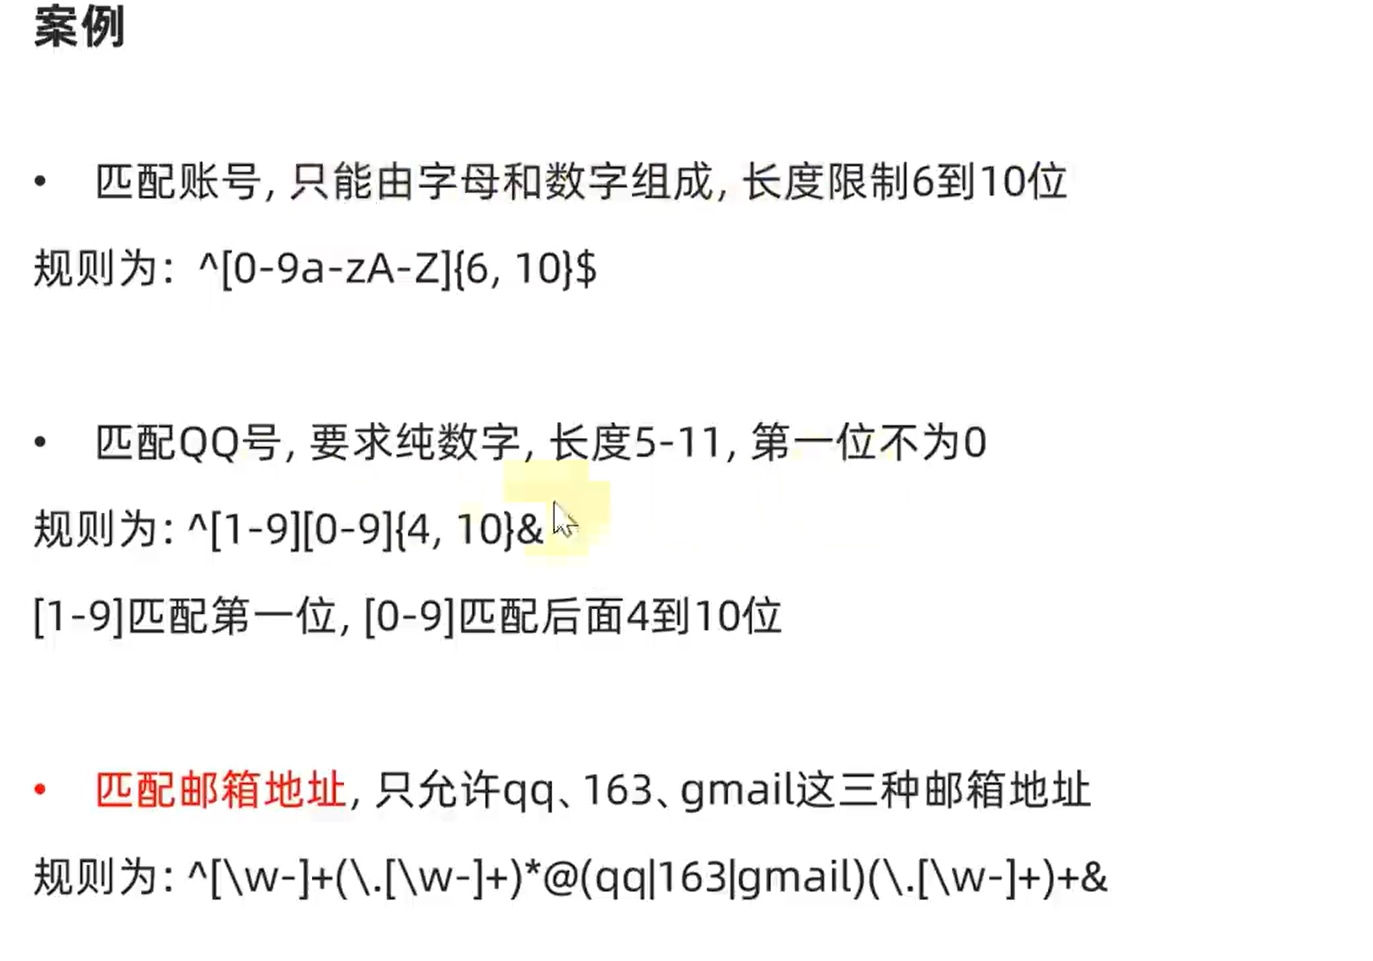 案例
• 匹配账号, 只能由字母和数字组成, 长度限制6到10位
规则为: ^[0-9a-zA-Z]{6, 10}$
• 匹配QQ号, 要求纯数字, 长度5-11, 第一位不为0
规则为: ^[1-9][0-9]{4, 10}&
[1-9]匹配第一位, [0-9]匹配后面4到10位
• 匹配邮箱地址, 只允许qq、163、gmail这三种邮箱地址
规则为: ^[\w-]+(\.[\w-]+)*@(qq|163|gmail)(\.[\w-]+)+&